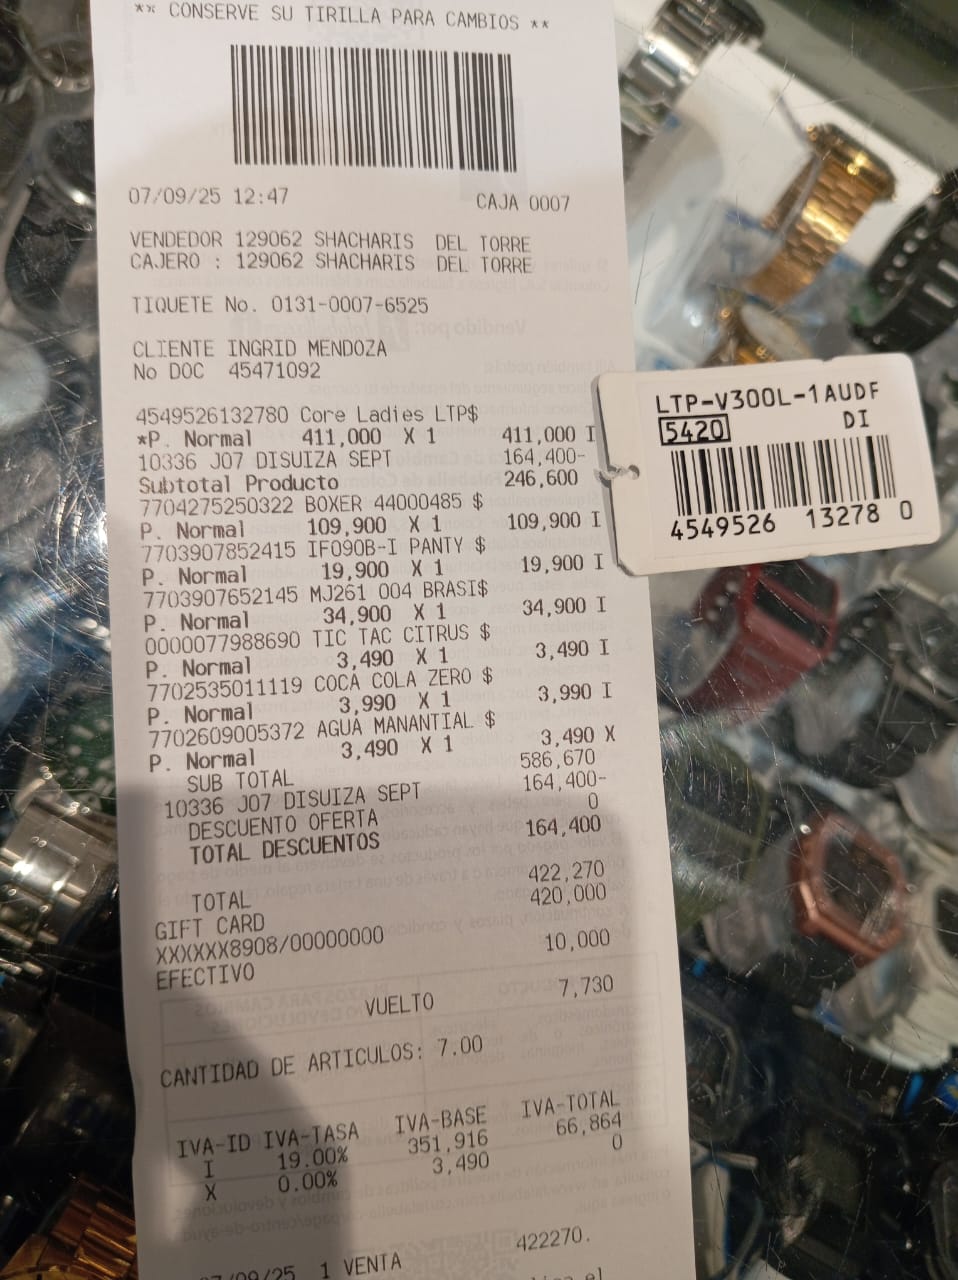 ** CONSERVE SU TIRILLA PARA CAMBIOS **
07/09/25 12:47 CAJA 0007
VENDEDOR 129062 SHACHARIS DEL TORRE
CAJERO : 129062 SHACHARIS DEL TORRE
TIQUETE No. 0131-0007-6525
CLIENTE INGRID MENDOZA
No DOC 45471092
4549526132780 Core Ladies LTP$
*P. Normal 411,000 X 1 411,000 I
10336 J07 DISUIZA SEPT 164,400-
Subtotal Producto 246,600
7704275250322 BOXER 44000485 $
P. Normal 109,900 X 1 109,900 I
7703907852415 IF090B-I PANTY $
P. Normal 19,900 X 1 19,900 I
7703907652145 MJ261 004 BRASI$
P. Normal 34,900 X 1 34,900 I
0000077988690 TIC TAC CITRUS $
P. Normal 3,490 X 1 3,490 I
7702535011119 COCA COLA ZERO $
P. Normal 3,990 X 1 3,990 I
7702609005372 AGUA MANANTIAL $
P. Normal 3,490 X 1 3,490 X
SUB TOTAL 586,670
10336 J07 DISUIZA SEPT 164,400-
DESCUENTO OFERTA 0
TOTAL DESCUENTOS 164,400
TOTAL 422,270
GIFT CARD 420,000
XXXXXX8908/00000000
EFECTIVO 10,000
VUELTO 7,730
CANTIDAD DE ARTICULOS: 7.00
IVA-ID IVA-TASA IVA-BASE IVA-TOTAL
I 19.00% 351,916 66,864
X 0.00% 3,490 0
07/09/25 1 VENTA 422270.
LTP-V300L-1AUDF
5420 DI
4549526 13278 0